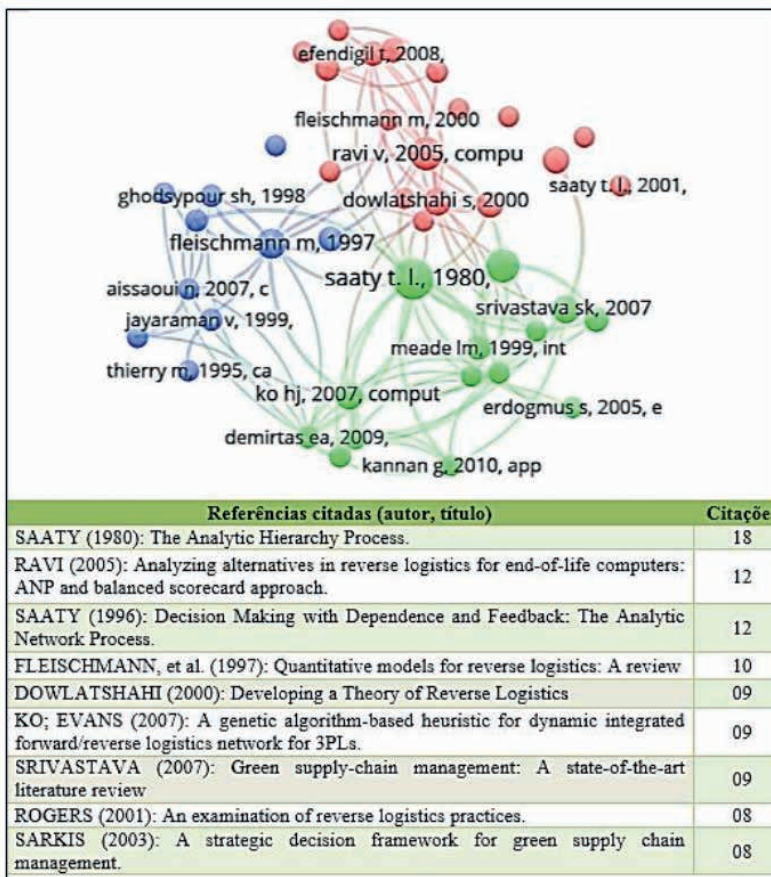 efendigil t, 2008,
fleischmann m, 2000
ravi v, 2005, compu
saaty t. l., 2001,
ghodsypour sh, 1998
dowlatshahi s, 2000
fleischmann m, 1997
saaty t. l., 1980,
aissaoui n, 2007, c
srivastava sk, 2007
jayaraman v, 1999,
meade lm, 1999, int
thierry m, 1995, ca
ko hj, 2007, comput
erdogmus s, 2005, e
demirtas ea, 2009,
kannan g, 2010, app
Referências citadas (autor, título) Citaçõe
SAATY (1980): The Analytic Hierarchy Process. 18
RAVI (2005): Analyzing alternatives in reverse logistics for end-of-life computers:
ANP and balanced scorecard approach. 12
SAATY (1996): Decision Making with Dependence and Feedback: The Analytic
Network Process. 12
FLEISCHMANN, et al. (1997): Quantitative models for reverse logistics: A review 10
DOWLATSHAHI (2000): Developing a Theory of Reverse Logistics 09
KO; EVANS (2007): A genetic algorithm-based heuristic for dynamic integrated
forward/reverse logistics network for 3PLs. 09
SRIVASTAVA (2007): Green supply-chain management: A state-of-the-art
literature review 09
ROGERS (2001): An examination of reverse logistics practices. 08
SARKIS (2003): A strategic decision framework for green supply chain
management. 08